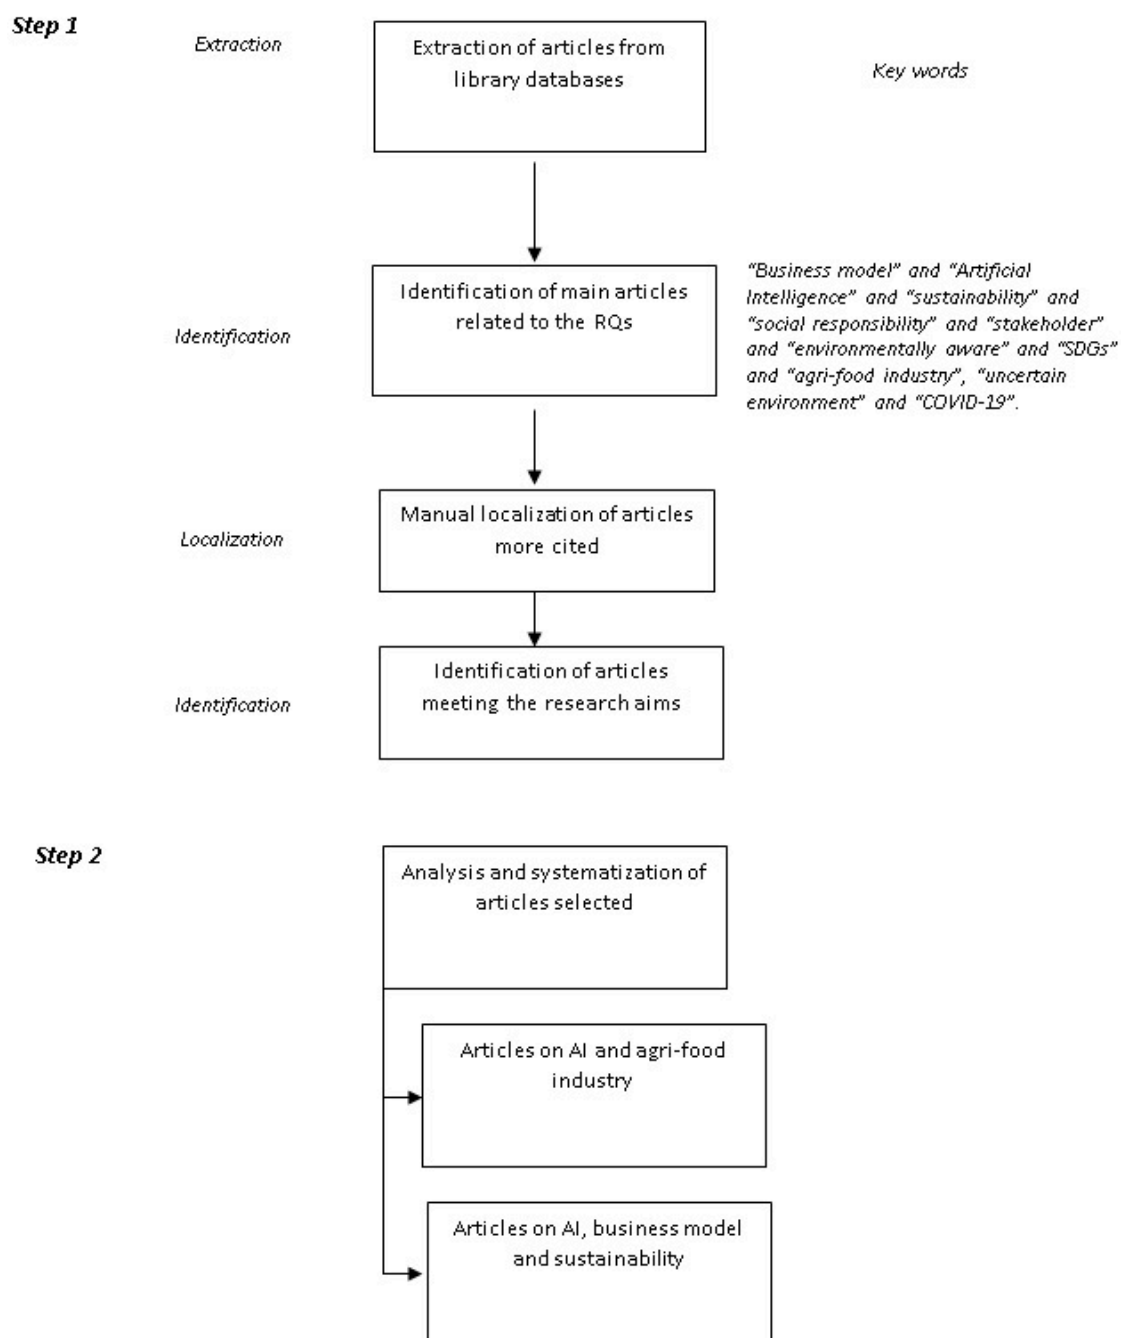 Step 1
Extraction
Extraction of articles from
library databases
Key words
Identification
Identification of main articles
related to the RQs
“Business model” and “Artificial
Intelligence” and “sustainability” and
“social responsibility” and “stakeholder”
and “environmentally aware” and “SDGs”
and “agri-food industry”, “uncertain
environment” and “COVID-19”.
Localization
Manual localization of articles
more cited
Identification
Identification of articles
meeting the research aims
Step 2
Analysis and systematization of
articles selected
Articles on AI and agri-food
industry
Articles on AI, business model
and sustainability